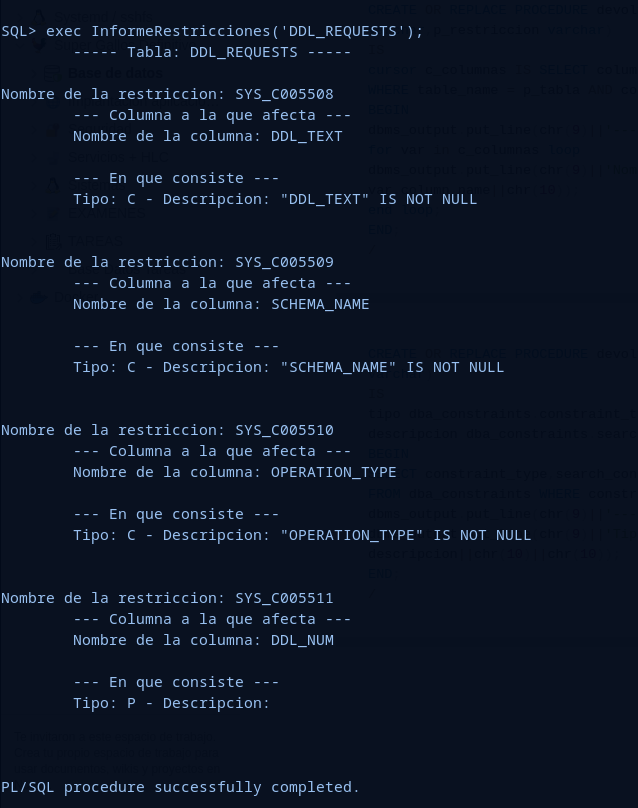 SQL> exec InformeRestricciones('DDL_REQUESTS');
----- Tabla: DDL_REQUESTS -----
Nombre de la restriccion: SYS_C005508
--- Columna a la que afecta ---
Nombre de la columna: DDL_TEXT
--- En que consiste ---
Tipo: C - Descripcion: "DDL_TEXT" IS NOT NULL
Nombre de la restriccion: SYS_C005509
--- Columna a la que afecta ---
Nombre de la columna: SCHEMA_NAME
--- En que consiste ---
Tipo: C - Descripcion: "SCHEMA_NAME" IS NOT NULL
Nombre de la restriccion: SYS_C005510
--- Columna a la que afecta ---
Nombre de la columna: OPERATION_TYPE
--- En que consiste ---
Tipo: C - Descripcion: "OPERATION_TYPE" IS NOT NULL
Nombre de la restriccion: SYS_C005511
--- Columna a la que afecta ---
Nombre de la columna: DDL_NUM
--- En que consiste ---
Tipo: P - Descripcion:
PL/SQL procedure successfully completed.